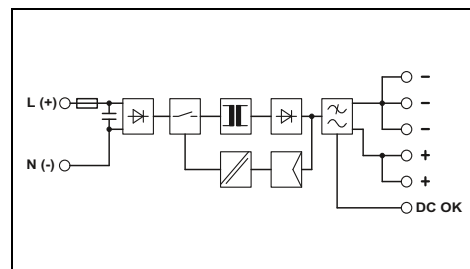 L (+)
N (-)
–
–
–
+
+
DC OK